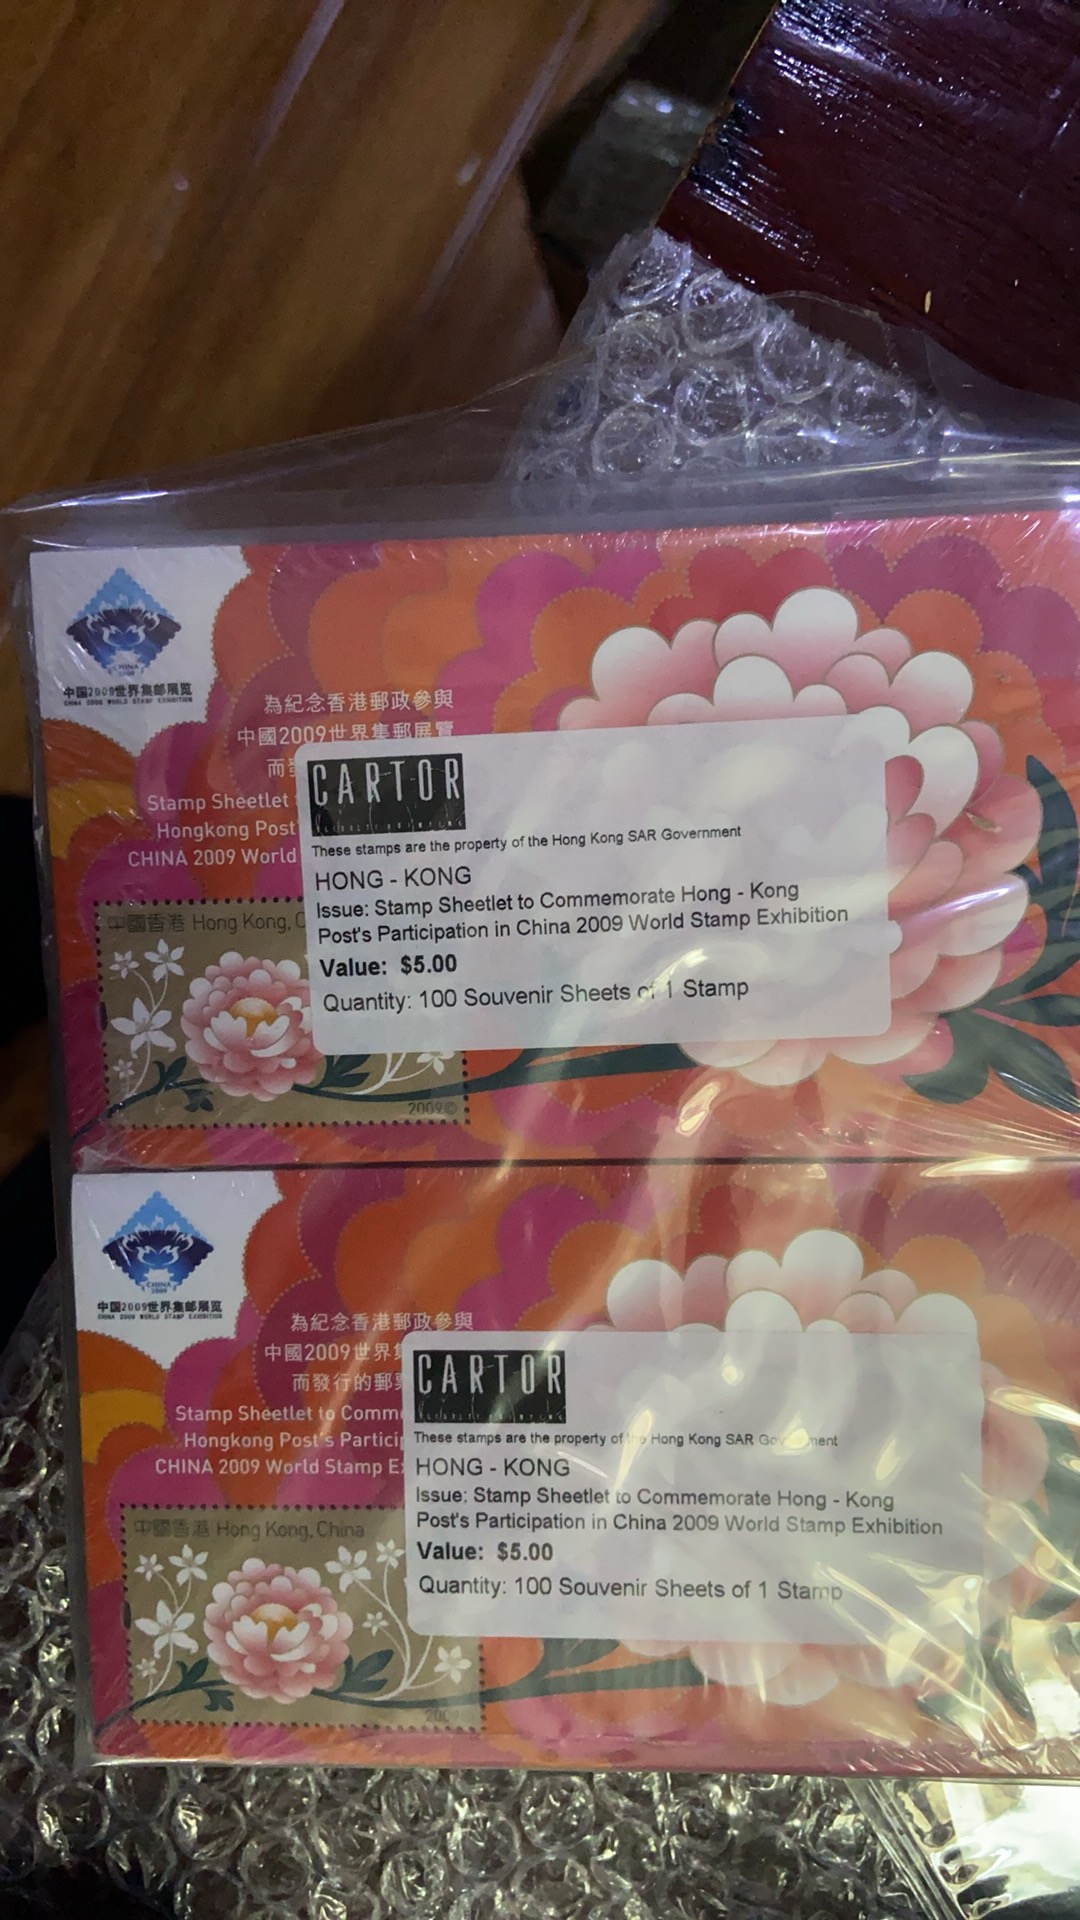 CHINA
2009
中国2009世界集邮展览
CHINA 2009 WORLD STAMP EXHIBITION
為紀念香港郵政參與
中國2009世界集郵展覽
而
Stamp Sheetlet
Hongkong Post
CHINA 2009 World
中國香港 Hong Kong, C
2009©
CARTOR
These stamps are the property of the Hong Kong SAR Government
HONG - KONG
Issue: Stamp Sheetlet to Commemorate Hong - Kong
Post's Participation in China 2009 World Stamp Exhibition
Value: $5.00
Quantity: 100 Souvenir Sheets of 1 Stamp
CHINA
2009
中国2009世界集邮展览
CHINA 2009 WORLD STAMP EXHIBITION
為紀念香港郵政參與
中國2009世界
而發行的郵
Stamp Sheetlet to Comm
Hongkong Post's Particip
CHINA 2009 World Stamp E
中國香港 Hong Kong, China
CARTOR
These stamps are the property of the Hong Kong SAR
HONG - KONG
Issue: Stamp Sheetlet to Commemorate Hong - Kong
Post's Participation in China 2009 World Stamp Exhibition
Value: $5.00
Quantity: 100 Souvenir Sheets of 1 Stamp